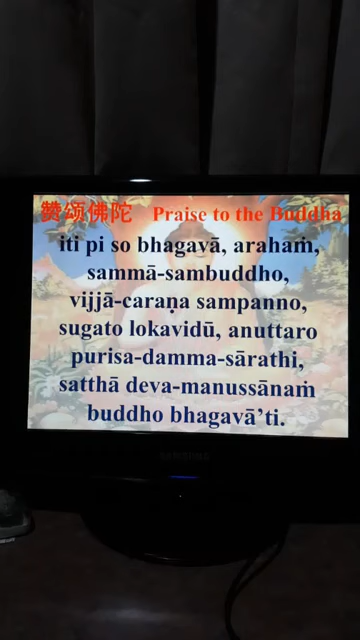 赞颂佛陀 Praise to the Buddha
iti pi so bhagavā, arahaṁ,
sammā-sambuddho,
vijjā-caraṇa sampanno,
sugato lokavidū, anuttaro
purisa-damma-sārathi,
satthā deva-manussānaṁ
buddho bhagavā’ti.